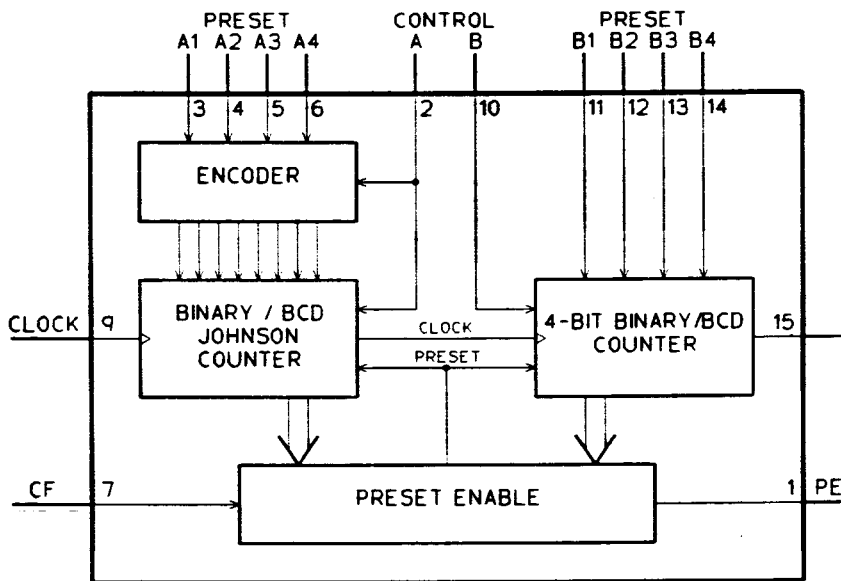 PRESET CONTROL PRESET
A1 A2 A3 A4 A B B1 B2 B3 B4
3 4 5 6 2 10 11 12 13 14
ENCODER
BINARY / BCD
JOHNSON
COUNTER
4-BIT BINARY/BCD
COUNTER
CLOCK 9
CLOCK
15
PRESET
CF 7
PRESET ENABLE
1 PE